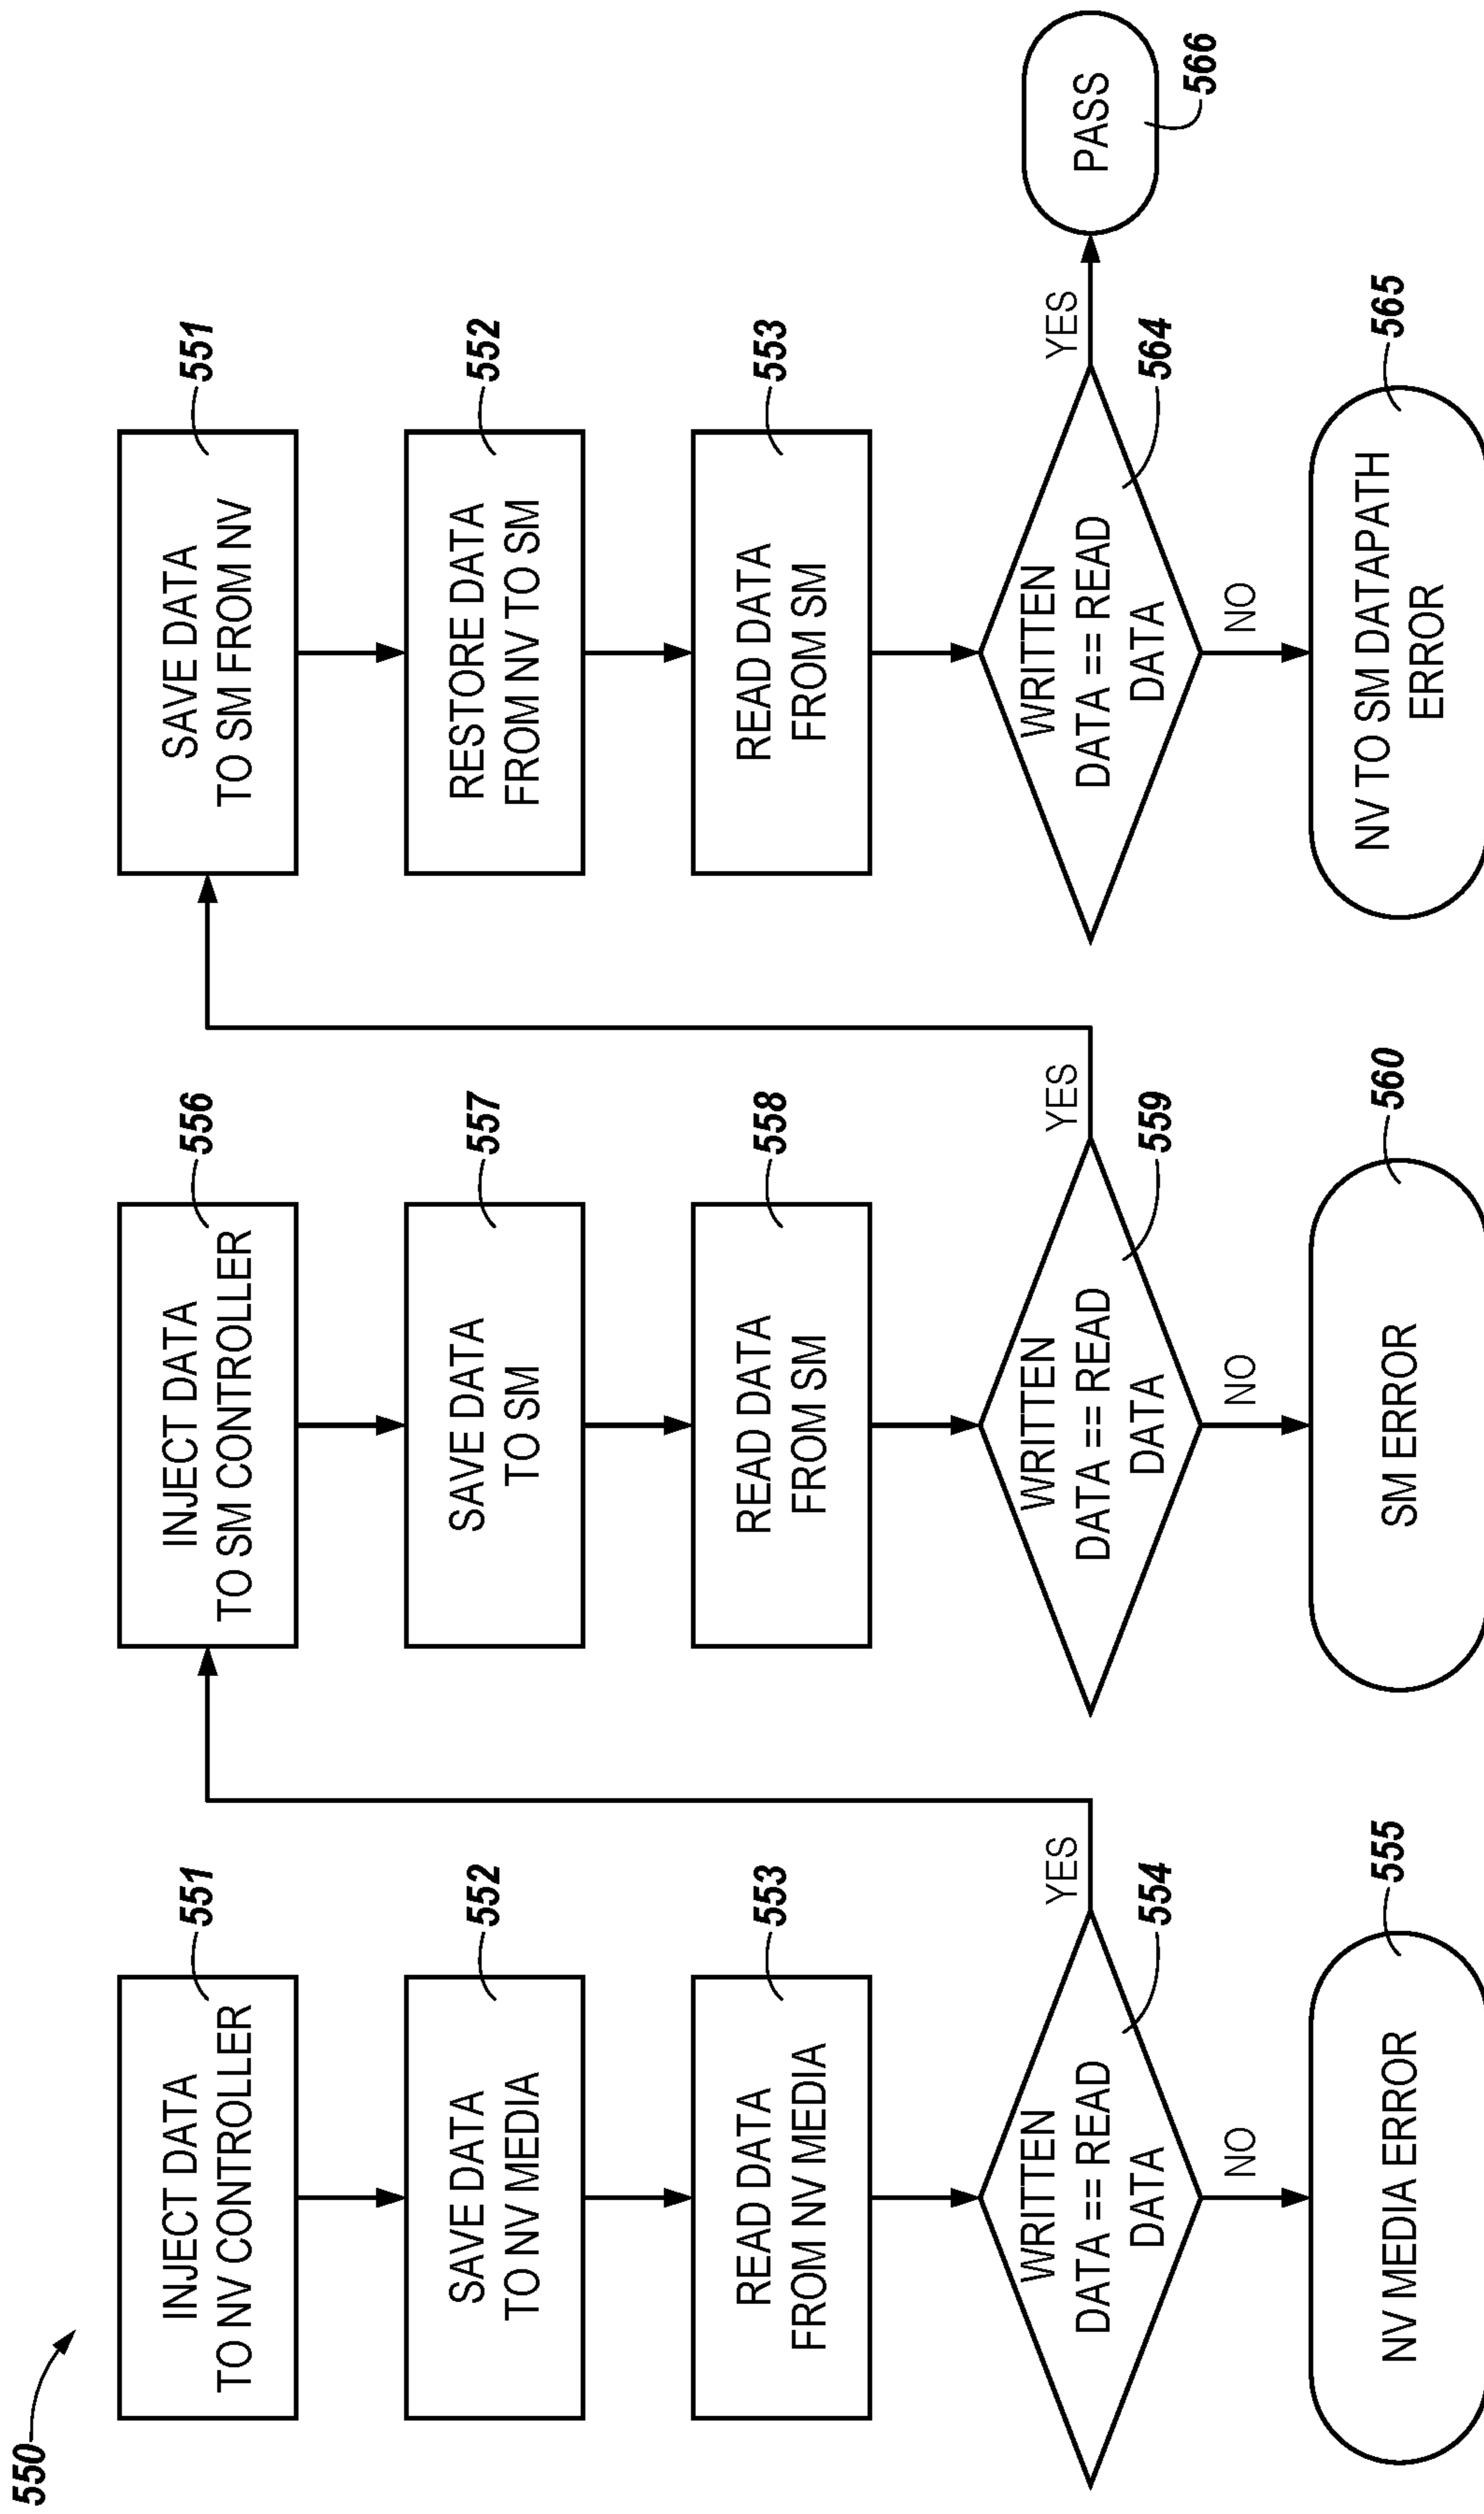 550
INJECT DATA
TO NV CONTROLLER
551
SAVE DATA
TO NV MEDIA
552
READ DATA
FROM NV MEDIA
553
WRITTEN
DATA == READ
DATA
554
YES
NO
NV MEDIA ERROR
555
INJECT DATA
TO SM CONTROLLER
556
SAVE DATA
TO SM
557
READ DATA
FROM SM
558
WRITTEN
DATA == READ
DATA
559
YES
NO
SM ERROR
560
SAVE DATA
TO SM FROM NV
551
RESTORE DATA
FROM NV TO SM
552
READ DATA
FROM SM
553
WRITTEN
DATA == READ
DATA
564
YES
NO
NV TO SM DATAPATH
ERROR
565
PASS
566